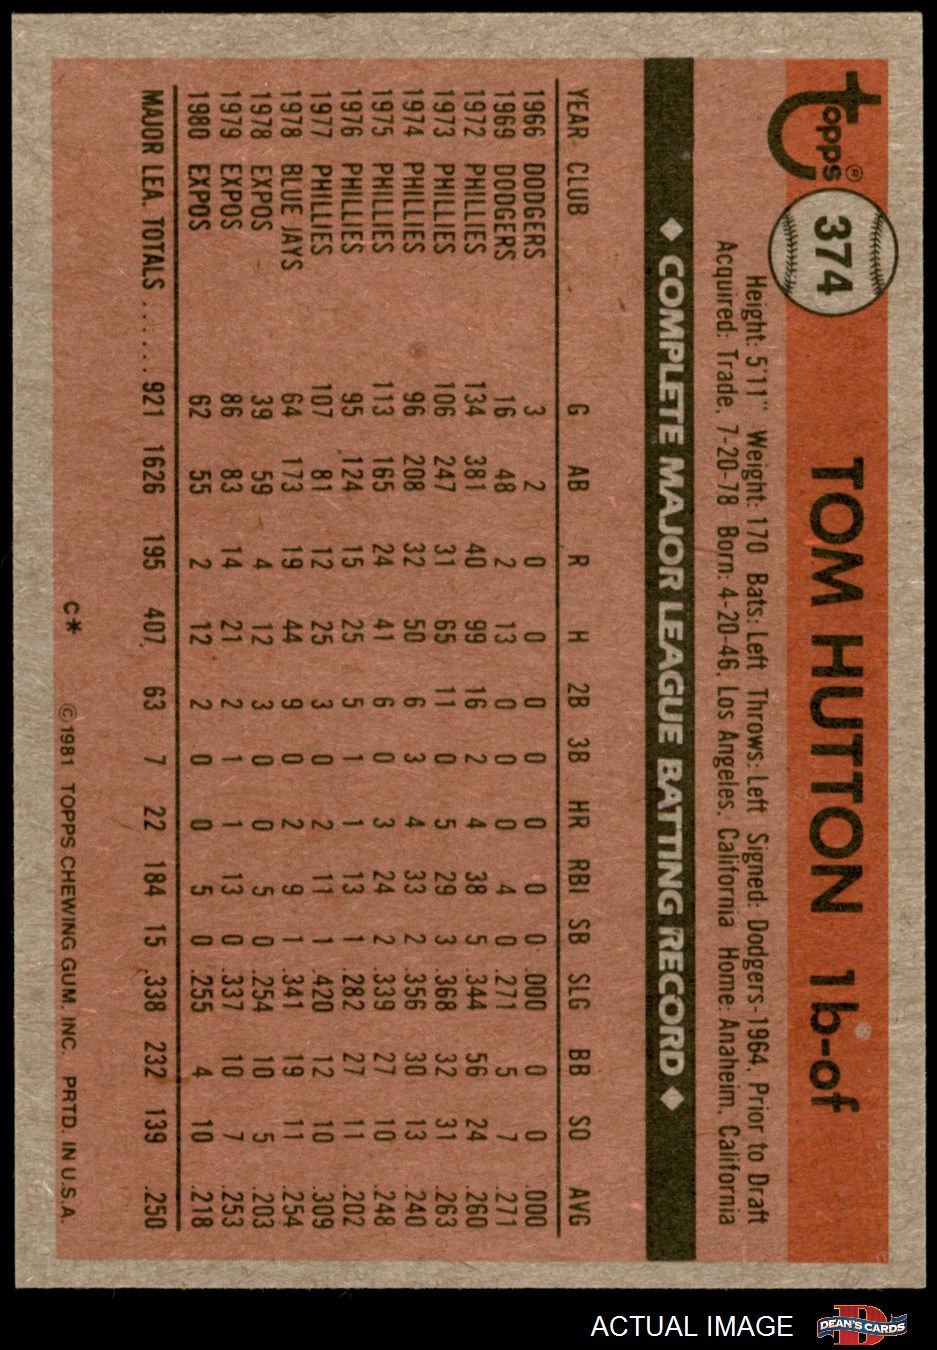 topps® 374 TOM HUTTON 1b-of
Height: 5'11" Weight: 170 Bats: Left Throws: Left Signed: Dodgers-1964, Prior to Draft
Acquired: Trade, 7-20-78 Born: 4-20-46, Los Angeles, California Home: Anaheim, California
◆ COMPLETE MAJOR LEAGUE BATTING RECORD ◆
YEAR CLUB G AB R H 2B 3B HR RBI SB SLG BB SO AVG
1966 DODGERS 3 2 0 0 0 0 0 0 0 .000 0 0 .000
1969 DODGERS 16 48 2 13 0 0 0 4 0 .271 5 7 .271
1972 PHILLIES 134 381 40 99 16 2 4 38 5 .344 56 24 .260
1973 PHILLIES 106 247 31 65 11 0 5 29 3 .368 32 31 .263
1974 PHILLIES 96 208 32 50 6 3 4 33 2 .356 30 13 .240
1975 PHILLIES 113 165 24 41 6 0 3 24 2 .339 27 10 .248
1976 PHILLIES 95 124 15 25 5 1 1 13 1 .282 27 11 .202
1977 PHILLIES 107 81 12 25 3 0 2 11 1 .420 12 10 .309
1978 BLUE JAYS 64 173 19 44 9 0 2 9 1 .341 19 11 .254
1978 EXPOS 39 59 4 12 3 0 0 5 0 .254 10 5 .203
1979 EXPOS 86 83 14 21 2 1 1 13 0 .337 10 7 .253
1980 EXPOS 62 55 2 12 2 0 0 5 0 .255 4 10 .218
MAJOR LEA. TOTALS ...... 921 1626 195 407 63 7 22 184 15 .338 232 139 .250
C* ©1981 TOPPS CHEWING GUM, INC. PRTD. IN U.S.A.
ACTUAL IMAGE D DEAN'S CARDS